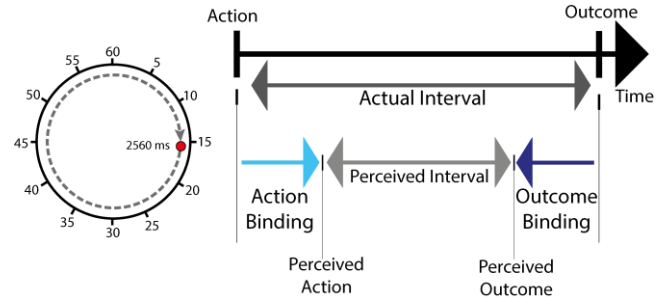 60
5
10
15
20
25
30
35
40
45
50
55
2560 ms
Action
Outcome
Actual Interval
Time
Action
Binding
Perceived Interval
Outcome
Binding
Perceived
Action
Perceived
Outcome